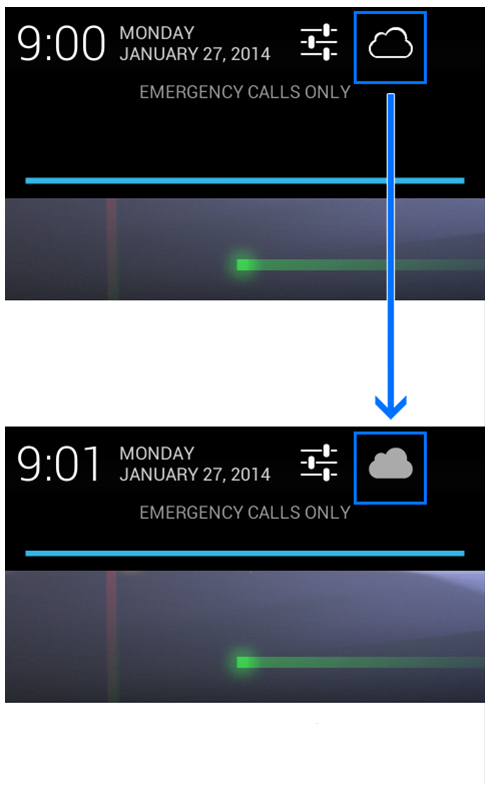 9:00
MONDAY
JANUARY 27, 2014
EMERGENCY CALLS ONLY
9:01
MONDAY
JANUARY 27, 2014
EMERGENCY CALLS ONLY